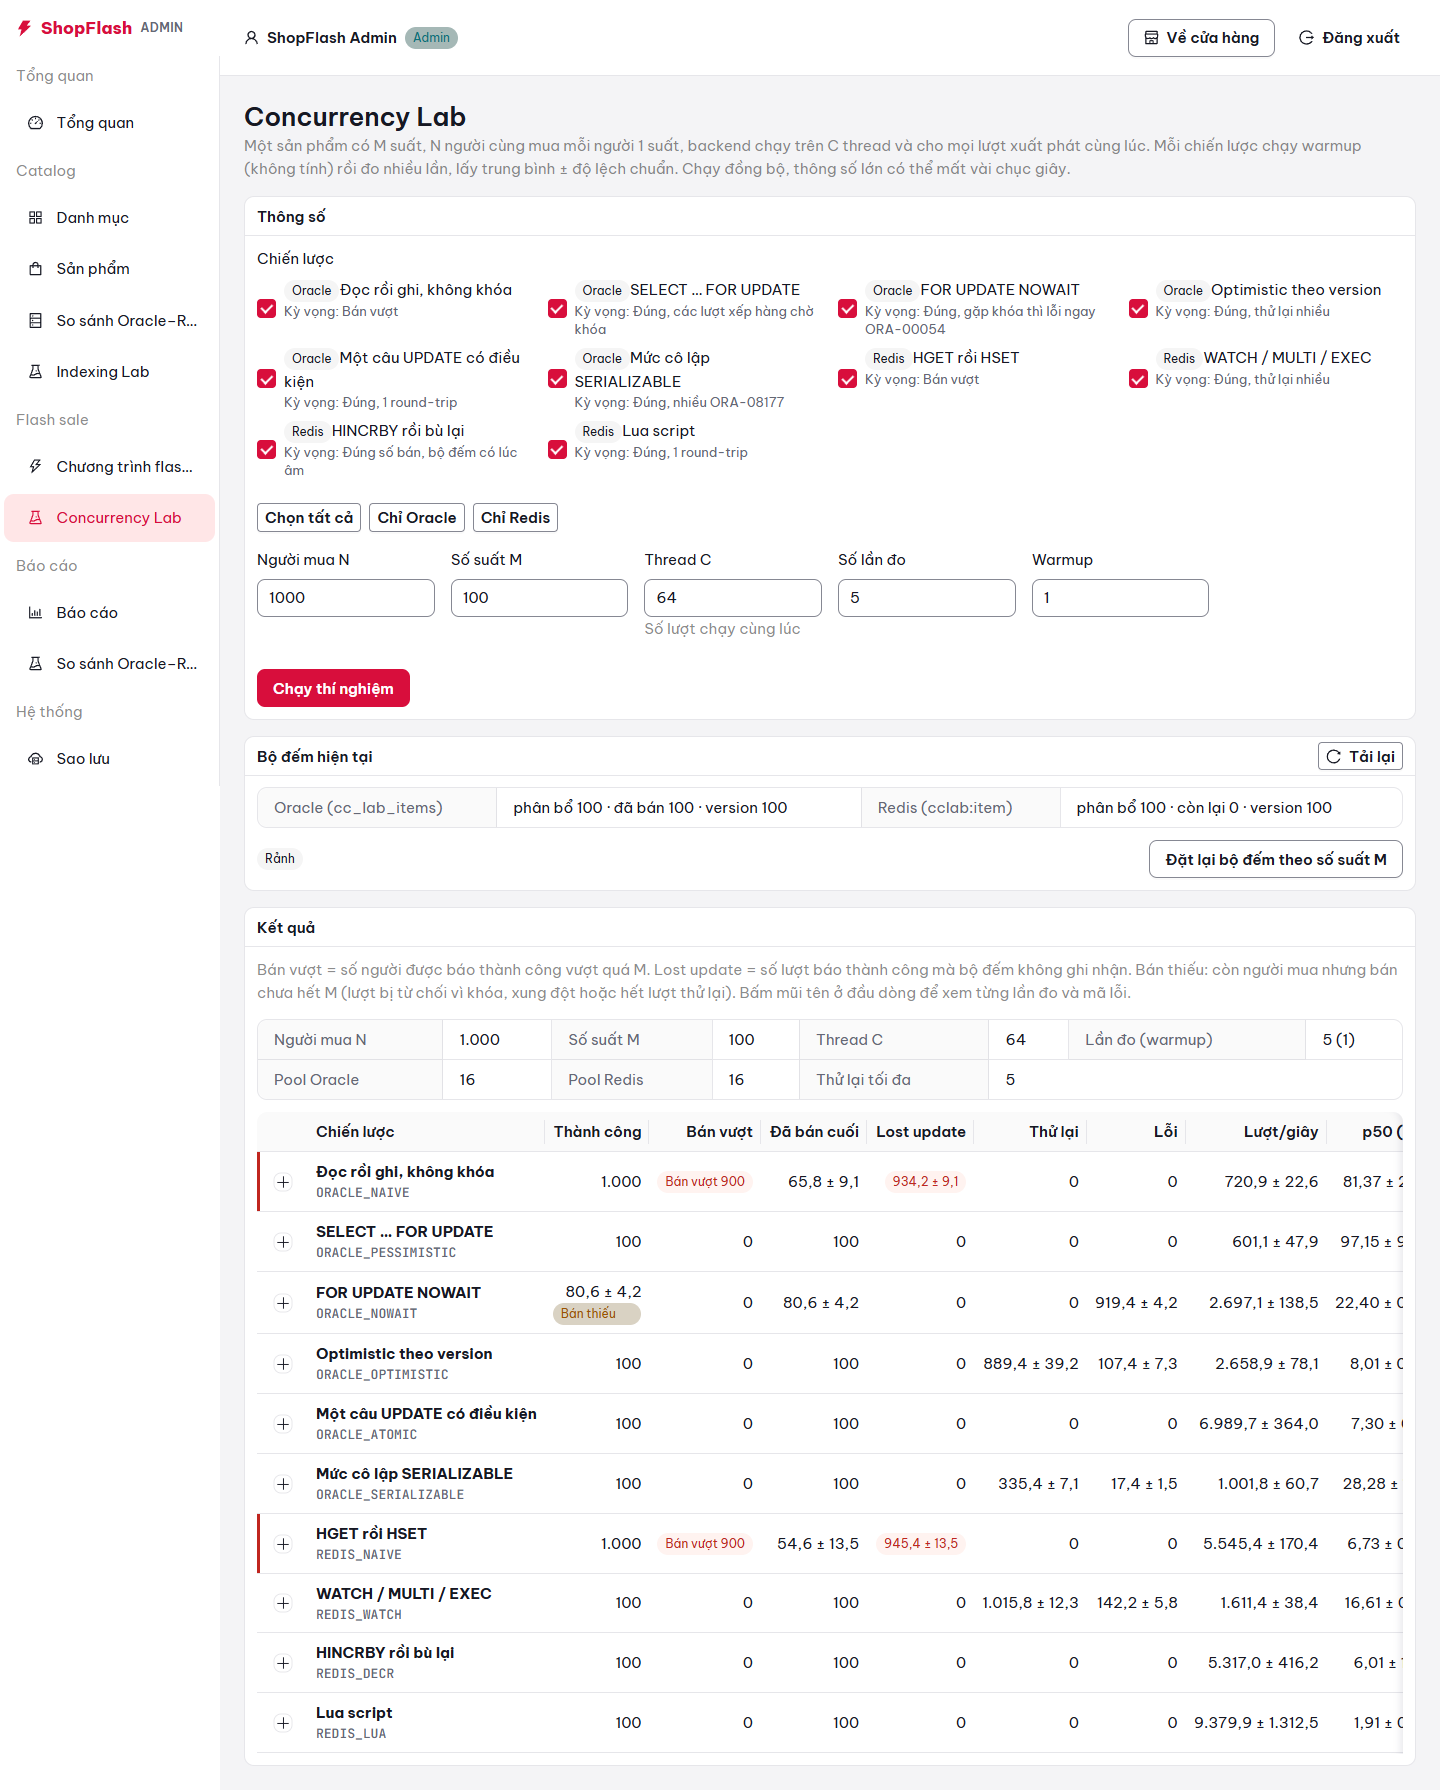 ShopFlash ADMIN
Tổng quan
Tổng quan
Catalog
Danh mục
Sản phẩm
So sánh Oracle–R...
Indexing Lab
Flash sale
Chương trình flas...
Concurrency Lab
Báo cáo
Báo cáo
So sánh Oracle–R...
Hệ thống
Sao lưu
ShopFlash Admin Admin
Về cửa hàng
Đăng xuất
Concurrency Lab
Một sản phẩm có M suất, N người cùng mua mỗi người 1 suất, backend chạy trên C thread và cho mọi lượt xuất phát cùng lúc. Mỗi chiến lược chạy warmup
(không tính) rồi đo nhiều lần, lấy trung bình ± độ lệch chuẩn. Chạy đồng bộ, thông số lớn có thể mất vài chục giây.
Thông số
Chiến lược
Oracle Đọc rồi ghi, không khóa
Kỳ vọng: Bán vượt
Oracle SELECT ... FOR UPDATE
Kỳ vọng: Đúng, các lượt xếp hàng chờ
khóa
Oracle FOR UPDATE NOWAIT
Kỳ vọng: Đúng, gặp khóa thì lỗi ngay
ORA-00054
Oracle Optimistic theo version
Kỳ vọng: Đúng, thử lại nhiều
Oracle Một câu UPDATE có điều
kiện
Kỳ vọng: Đúng, 1 round-trip
Oracle Mức cô lập
SERIALIZABLE
Kỳ vọng: Đúng, nhiều ORA-08177
Redis HGET rồi HSET
Kỳ vọng: Bán vượt
Redis WATCH / MULTI / EXEC
Kỳ vọng: Đúng, thử lại nhiều
Redis HINCRBY rồi bù lại
Kỳ vọng: Đúng số bán, bộ đếm có lúc
âm
Redis Lua script
Kỳ vọng: Đúng, 1 round-trip
Chọn tất cả Chỉ Oracle Chỉ Redis
Người mua N Số suất M Thread C Số lần đo Warmup
1000 100 64 5 1
Số lượt chạy cùng lúc
Chạy thí nghiệm
Bộ đếm hiện tại Tải lại
Oracle (cc_lab_items) phân bổ 100 · đã bán 100 · version 100 Redis (cclab:item) phân bổ 100 · còn lại 0 · version 100
Rảnh Đặt lại bộ đếm theo số suất M
Kết quả
Bán vượt = số người được báo thành công vượt quá M. Lost update = số lượt báo thành công mà bộ đếm không ghi nhận. Bán thiếu: còn người mua nhưng bán
chưa hết M (lượt bị từ chối vì khóa, xung đột hoặc hết lượt thử lại). Bấm mũi tên ở đầu dòng để xem từng lần đo và mã lỗi.
Người mua N 1.000 Số suất M 100 Thread C 64 Lần đo (warmup) 5 (1)
Pool Oracle 16 Pool Redis 16 Thử lại tối đa 5
Chiến lược Thành công Bán vượt Đã bán cuối Lost update Thử lại Lỗi Lượt/giây p50 (
Đọc rồi ghi, không khóa
ORACLE_NAIVE
1.000 Bán vượt 900 65,8 ± 9,1 934,2 ± 9,1 0 0 720,9 ± 22,6 81,37 ± 2
SELECT ... FOR UPDATE
ORACLE_PESSIMISTIC
100 0 100 0 0 0 601,1 ± 47,9 97,15 ± 9
FOR UPDATE NOWAIT
ORACLE_NOWAIT
80,6 ± 4,2
Bán thiếu
0 80,6 ± 4,2 0 0 919,4 ± 4,2 2.697,1 ± 138,5 22,40 ± 0
Optimistic theo version
ORACLE_OPTIMISTIC
100 0 100 0 889,4 ± 39,2 107,4 ± 7,3 2.658,9 ± 78,1 8,01 ± 0
Một câu UPDATE có điều kiện
ORACLE_ATOMIC
100 0 100 0 0 0 6.989,7 ± 364,0 7,30 ±
Mức cô lập SERIALIZABLE
ORACLE_SERIALIZABLE
100 0 100 0 335,4 ± 7,1 17,4 ± 1,5 1.001,8 ± 60,7 28,28 ±
HGET rồi HSET
REDIS_NAIVE
1.000 Bán vượt 900 54,6 ± 13,5 945,4 ± 13,5 0 0 5.545,4 ± 170,4 6,73 ± 0
WATCH / MULTI / EXEC
REDIS_WATCH
100 0 100 0 1.015,8 ± 12,3 142,2 ± 5,8 1.611,4 ± 38,4 16,61 ± 0
HINCRBY rồi bù lại
REDIS_DECR
100 0 100 0 0 0 5.317,0 ± 416,2 6,01 ±
Lua script
REDIS_LUA
100 0 100 0 0 0 9.379,9 ± 1.312,5 1,91 ± 0